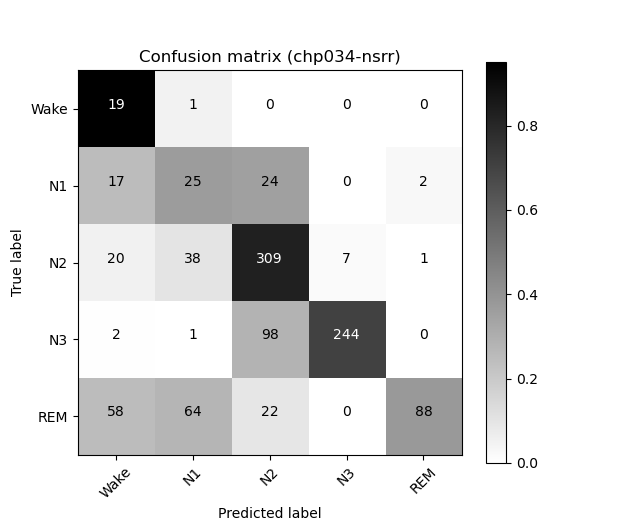 Confusion matrix (chp034-nsrr)
True label
Wake 19 1 0 0 0
N1 17 25 24 0 2
N2 20 38 309 7 1
N3 2 1 98 244 0
REM 58 64 22 0 88
Wake N1 N2 N3 REM
Predicted label
0.8
0.6
0.4
0.2
0.0